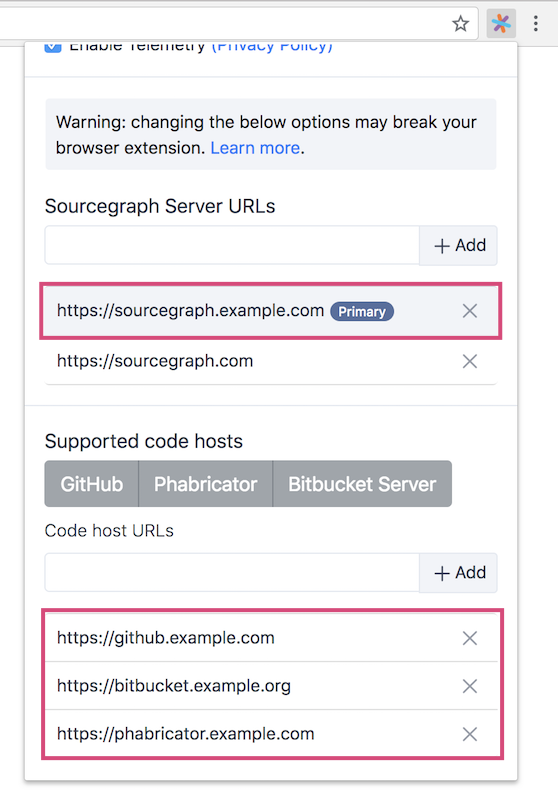 Enable Telemetry (Privacy Policy)
Warning: changing the below options may break your
browser extension. Learn more.
Sourcegraph Server URLs
+ Add
https://sourcegraph.example.com Primary
https://sourcegraph.com
Supported code hosts
GitHub Phabricator Bitbucket Server
Code host URLs
+ Add
https://github.example.com
https://bitbucket.example.org
https://phabricator.example.com